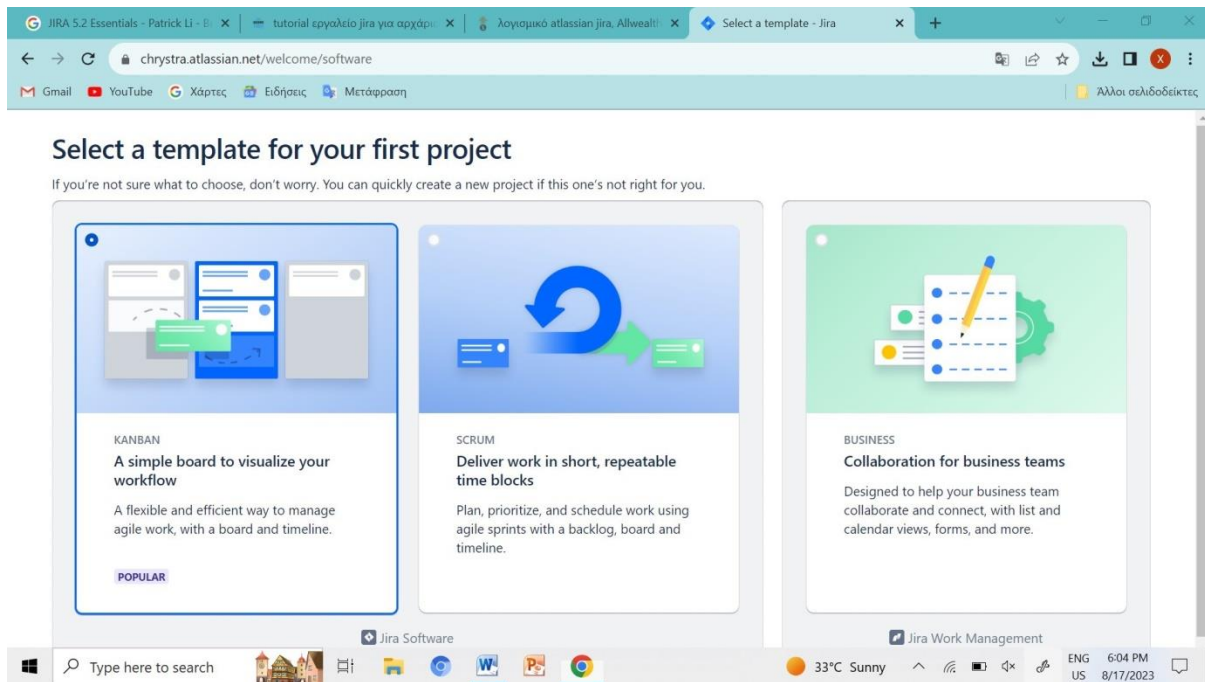 JIRA 5.2 Essentials - Patrick Li - B
tutorial εργαλείο jira για αρχάρι
λογισμικό atlassian jira, Allwealth
Select a template - Jira
chrystra.atlassian.net/welcome/software
X
Gmail
YouTube
Χάρτες
Ειδήσεις
Μετάφραση
Άλλοι σελιδοδείκτες
Select a template for your first project
If you're not sure what to choose, don't worry. You can quickly create a new project if this one's not right for you.
KANBAN
A simple board to visualize your
workflow
A flexible and efficient way to manage
agile work, with a board and timeline.
POPULAR
SCRUM
Deliver work in short, repeatable
time blocks
Plan, prioritize, and schedule work using
agile sprints with a backlog, board and
timeline.
Jira Software
BUSINESS
Collaboration for business teams
Designed to help your business team
collaborate and connect, with list and
calendar views, forms, and more.
Jira Work Management
Type here to search
33°C Sunny
ENG
US
6:04 PM
8/17/2023